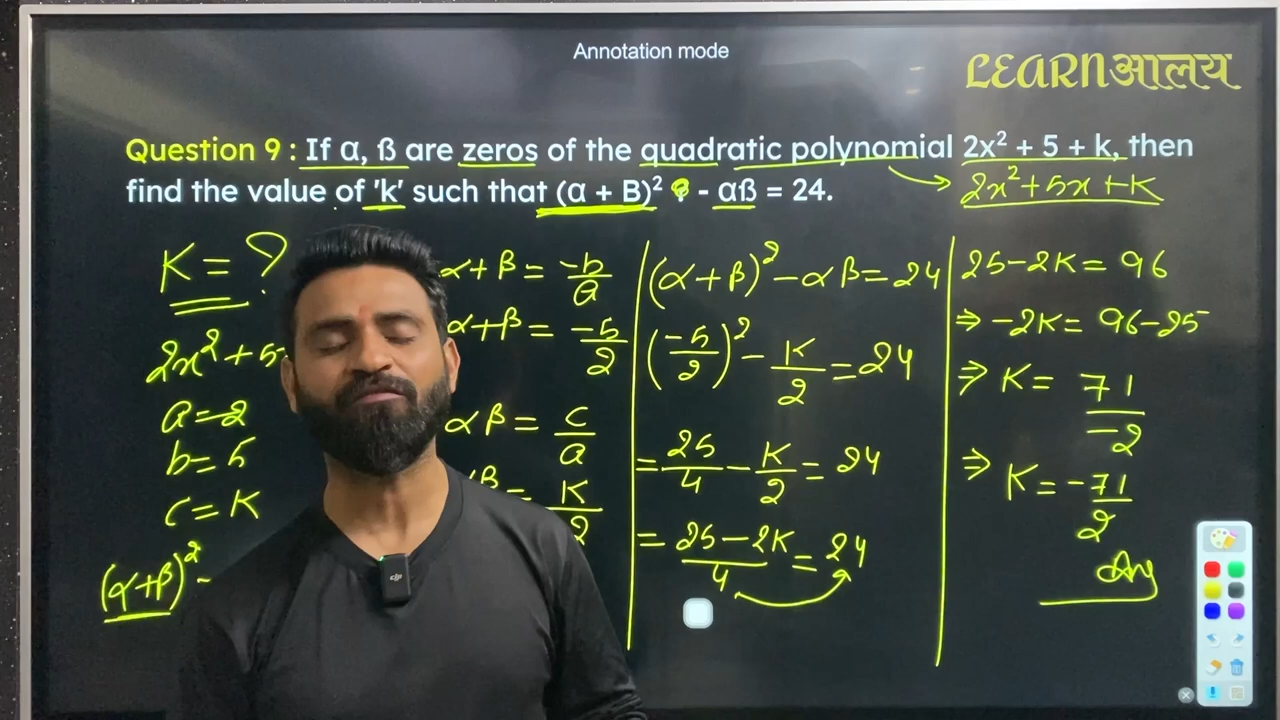 Annotation mode
LEARNआलय
Question 9 : If α, ß are zeros of the quadratic polynomial 2x² + 5 + k, then
find the value of 'k' such that (α + B)² - αß = 24.
2x²+5x+K
K = ?
2x²+5
a=2
b=5
c=K
(α+β)²-
α+β = -b/a
α+β = -5/2
αβ = c/a
β = K/2
(α+β)²-αβ=24
(-5/2)²-K/2=24
=25/4-K/2=24
=25-2K/4=24
25-2K=96
⇒ -2K= 96-25
⇒ K= 71/-2
⇒ K=-71/2
Ans